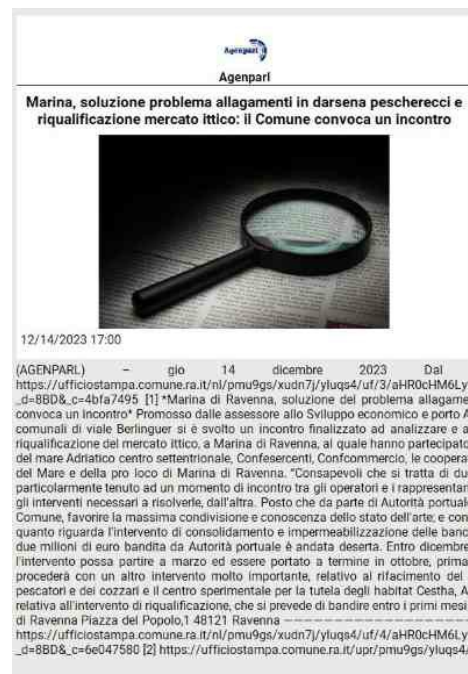 Agenparl
Agenparl
Marina, soluzione problema allagamenti in darsena pescherecci e
riqualificazione mercato ittico: il Comune convoca un incontro
12/14/2023 17:00
(AGENPARL) – gio 14 dicembre 2023 Dal
https://ufficiostampa.comune.ra.it/nl/pmu9gs/xudn7j/yluqs4/uf/3/aHR0cHM6Ly
_d=8BD&_c=4bfa7495 [1] *Marina di Ravenna, soluzione del problema allagame
convoca un incontro* Promosso dalle assessore allo Sviluppo economico e porto A
comunali di viale Berlinguer si è svolto un incontro finalizzato ad analizzare e a
riqualificazione del mercato ittico, a Marina di Ravenna, al quale hanno partecipato
del mare Adriatico centro settentrionale, Confesercenti, Confcommercio, le coopera
del Mare e della pro loco di Marina di Ravenna. "Consapevoli che si tratta di du
particolarmente tenuto ad un momento di incontro tra gli operatori e i rappresentan
gli interventi necessari a risolverle, dall'altra. Posto che da parte di Autorità portuale
Comune, favorire la massima condivisione e conoscenza dello stato dell'arte; e con
quanto riguarda l'intervento di consolidamento e impermeabilizzazione delle banc
due milioni di euro bandita da Autorità portuale è andata deserta. Entro dicembre
l'intervento possa partire a marzo ed essere portato a termine in ottobre, prima
procederà con un altro intervento molto importante, relativo al rifacimento del
pescatori e dei cozzari e il centro sperimentale per la tutela degli habitat Cestha, A
relativa all'intervento di riqualificazione, che si prevede di bandire entro i primi mesi
di Ravenna Piazza del Popolo,1 48121 Ravenna ————————————————
https://ufficiostampa.comune.ra.it/nl/pmu9gs/xudn7j/yluqs4/uf/4/aHR0cHM6Ly
_d=8BD&_c=6e047580 [2] https://ufficiostampa.comune.ra.it/upr/pmu9gs/yluqs4/